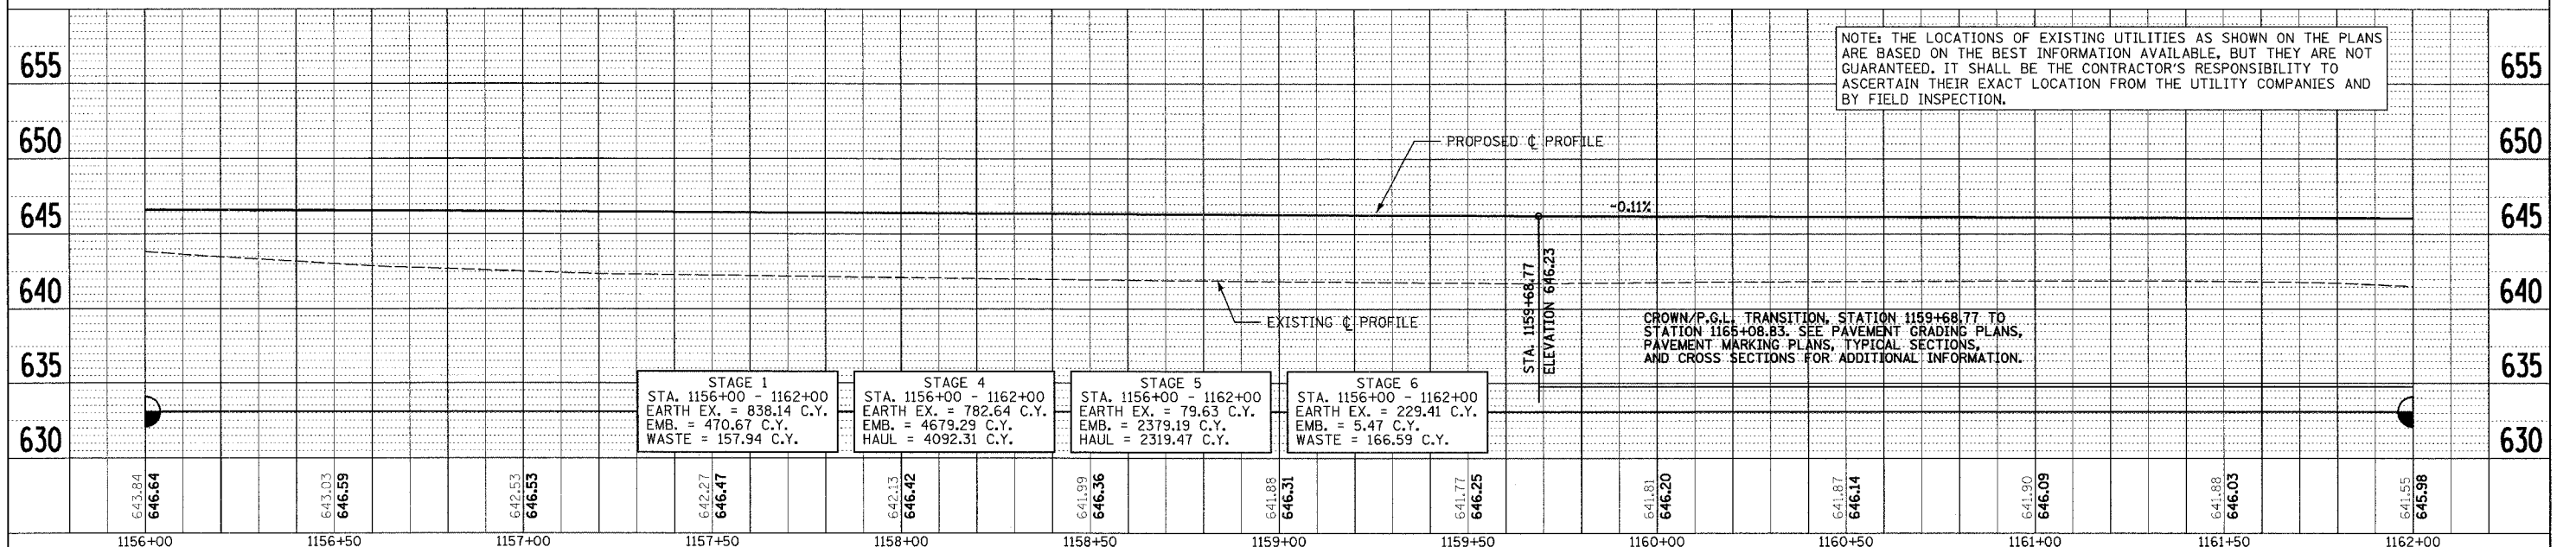 NOTE: THE LOCATIONS OF EXISTING UTILITIES AS SHOWN ON THE PLANS
ARE BASED ON THE BEST INFORMATION AVAILABLE, BUT THEY ARE NOT
GUARANTEED. IT SHALL BE THE CONTRACTOR'S RESPONSIBILITY TO
ASCERTAIN THEIR EXACT LOCATION FROM THE UTILITY COMPANIES AND
BY FIELD INSPECTION.
655
655
650
650
PROPOSED ℄ PROFILE
645
645
-0.11%
640
640
EXISTING ℄ PROFILE
STA. 1159+68.77
ELEVATION 646.23
CROWN/P.G.L. TRANSITION, STATION 1159+68.77 TO
STATION 1165+08.83. SEE PAVEMENT GRADING PLANS,
PAVEMENT MARKING PLANS, TYPICAL SECTIONS,
AND CROSS SECTIONS FOR ADDITIONAL INFORMATION.
635
635
STAGE 1
STA. 1156+00 - 1162+00
EARTH EX. = 838.14 C.Y.
EMB. = 470.67 C.Y.
WASTE = 157.94 C.Y.
STAGE 4
STA. 1156+00 - 1162+00
EARTH EX. = 782.64 C.Y.
EMB. = 4679.29 C.Y.
HAUL = 4092.31 C.Y.
STAGE 5
STA. 1156+00 - 1162+00
EARTH EX. = 79.63 C.Y.
EMB. = 2379.19 C.Y.
HAUL = 2319.47 C.Y.
STAGE 6
STA. 1156+00 - 1162+00
EARTH EX. = 229.41 C.Y.
EMB. = 5.47 C.Y.
WASTE = 166.59 C.Y.
630
630
643.84
646.64
643.03
646.59
642.53
646.53
642.27
646.47
642.13
646.42
641.99
646.36
641.88
646.31
641.77
646.25
641.81
646.20
641.87
646.14
641.90
646.09
641.88
646.03
641.55
645.98
1156+00
1156+50
1157+00
1157+50
1158+00
1158+50
1159+00
1159+50
1160+00
1160+50
1161+00
1161+50
1162+00